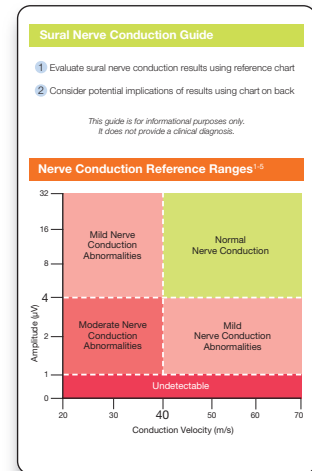 Sural Nerve Conduction Guide
1 Evaluate sural nerve conduction results using reference chart
2 Consider potential implications of results using chart on back
This guide is for informational purposes only.
It does not provide a clinical diagnosis.
Nerve Conduction Reference Ranges1-5
32
16
8
4
2
1
0
Amplitude (µV)
Mild Nerve
Conduction
Abnormalities
Normal
Nerve Conduction
Moderate Nerve
Conduction
Abnormalities
Mild
Nerve Conduction
Abnormalities
Undetectable
20 30 40 50 60 70
Conduction Velocity (m/s)